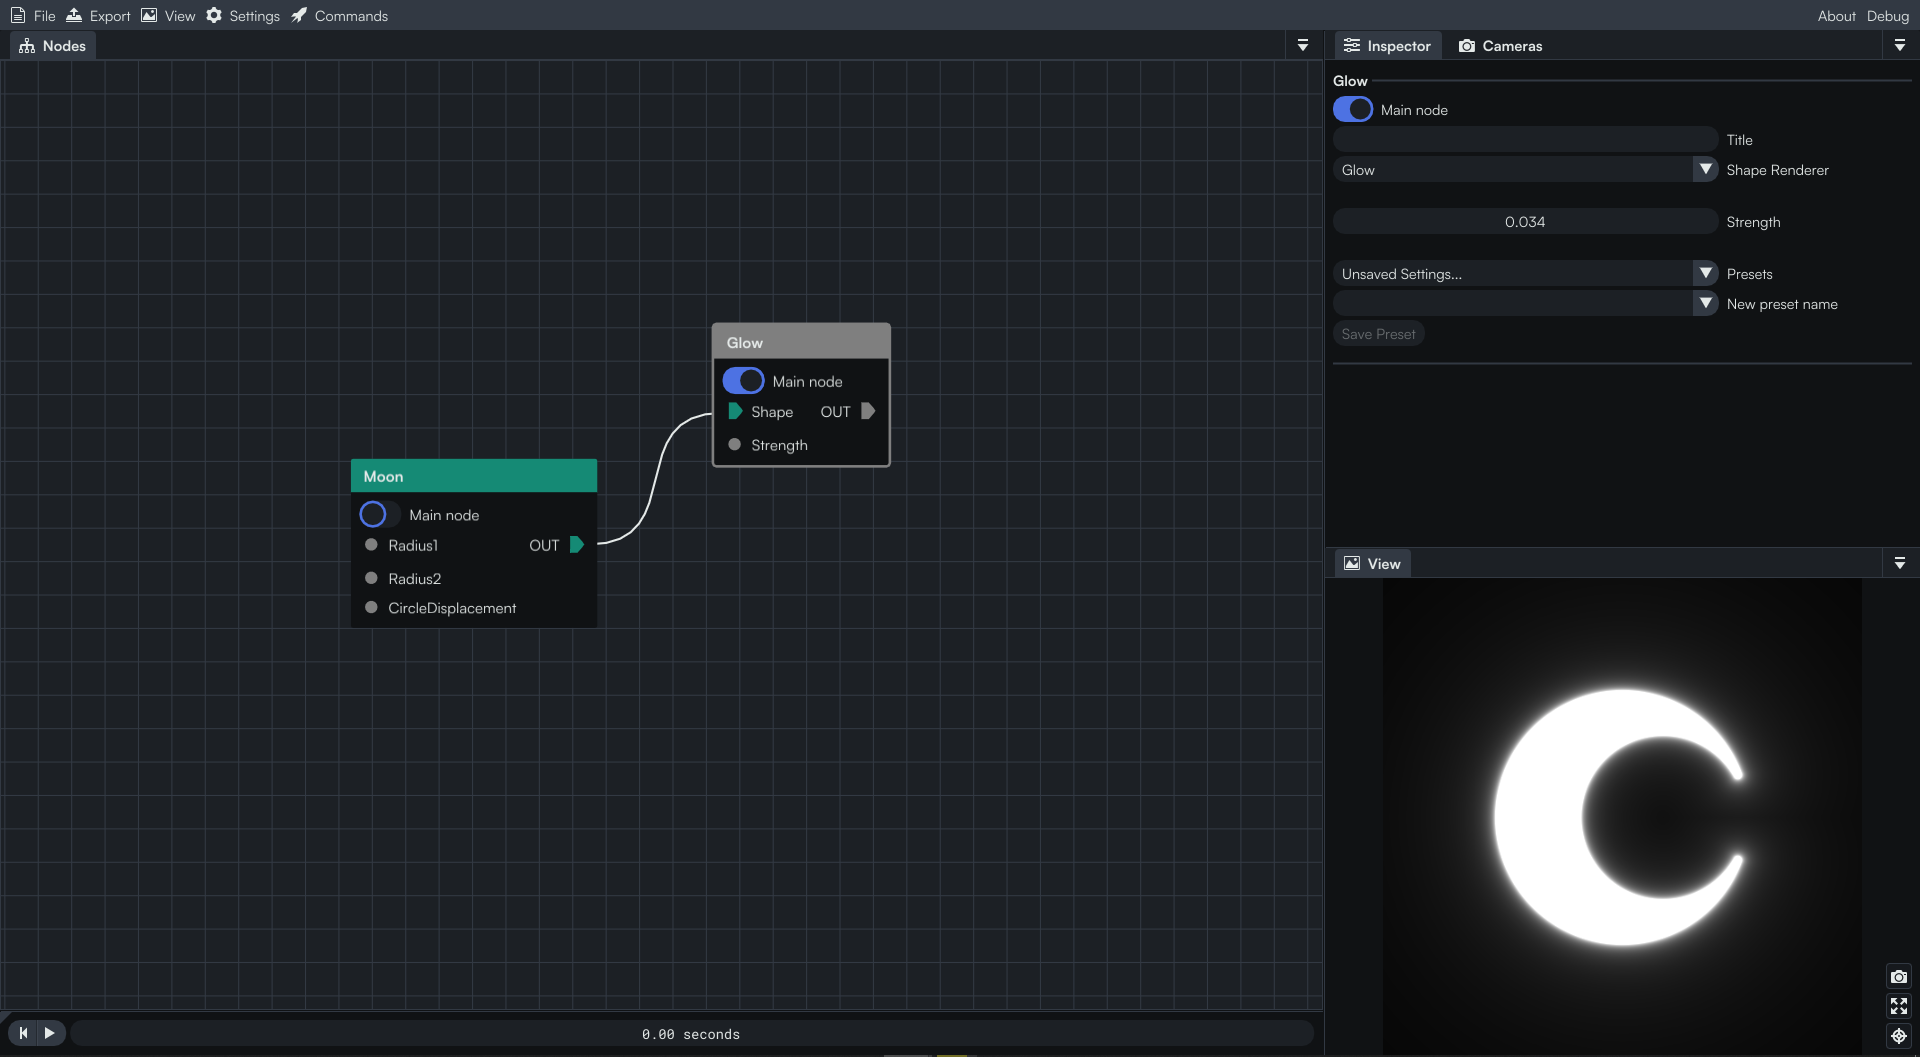 File Export View Settings Commands About Debug
Nodes
Inspector Cameras
Glow
Main node
Title
Glow Shape Renderer
0.034 Strength
Unsaved Settings... Presets
New preset name
Save Preset
Glow
Main node
Shape OUT
Strength
Moon
Main node
Radius1 OUT
Radius2
CircleDisplacement
View
0.00 seconds